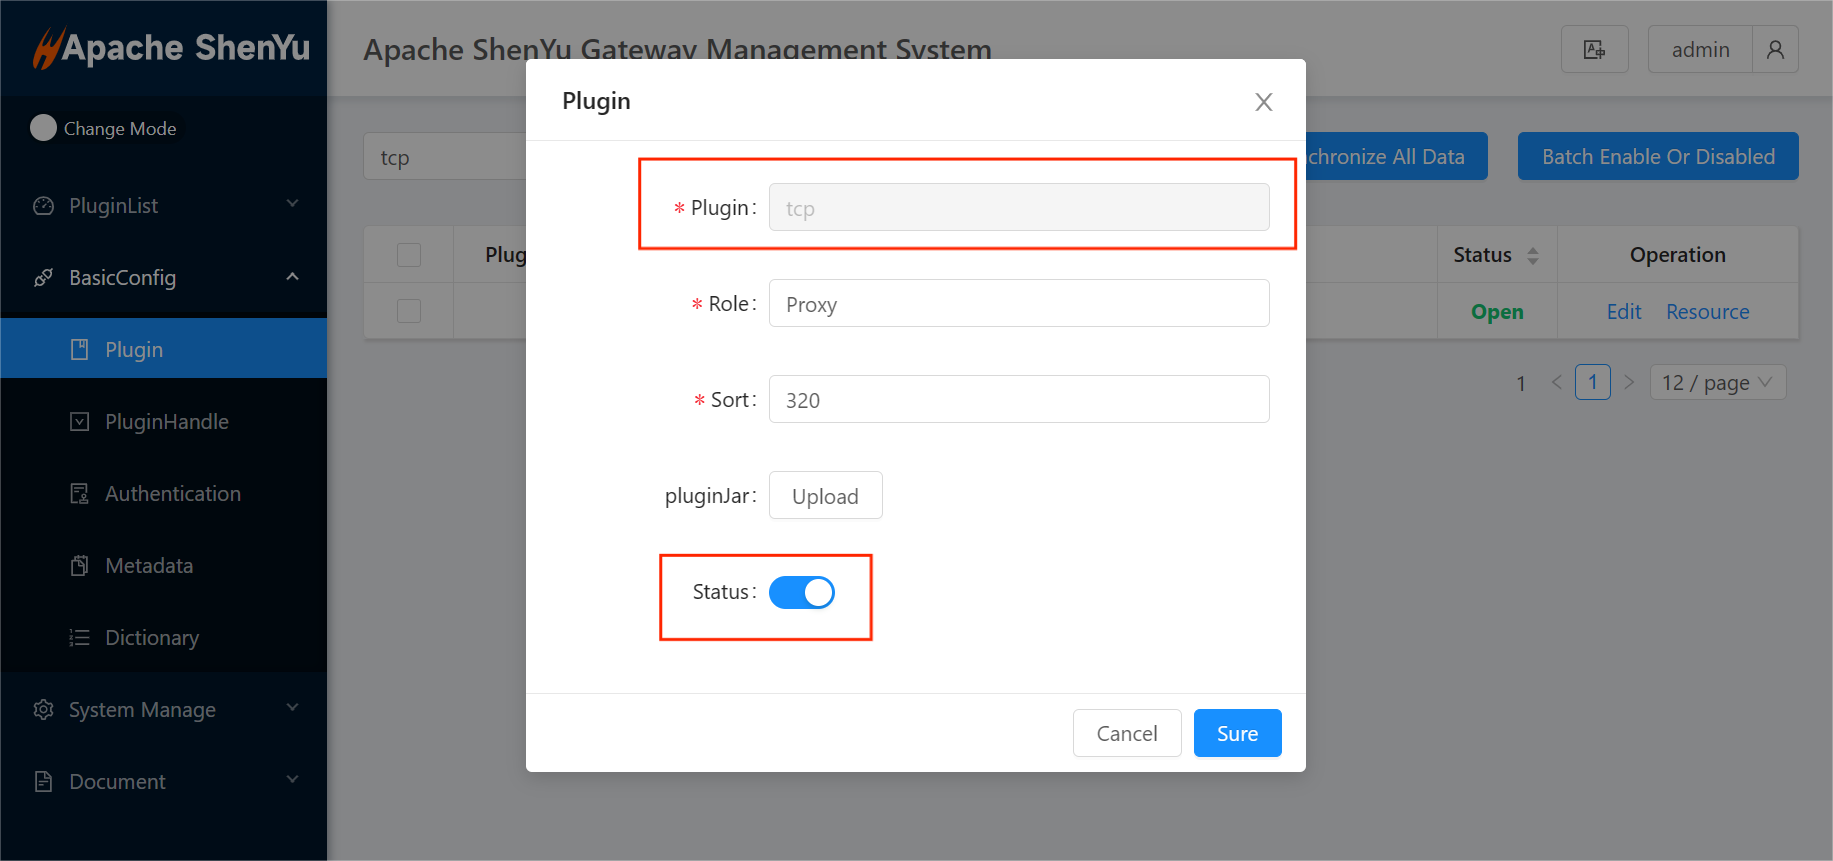 Apache ShenYu
Apache ShenYu Gateway Management System
admin
Change Mode
PluginList
BasicConfig
Plugin
PluginHandle
Authentication
Metadata
Dictionary
System Manage
Document
tcp
chronize All Data
Batch Enable Or Disabled
Plug
Status
Operation
Open
Edit
Resource
1
1
12 / page
Plugin
* Plugin:
tcp
* Role:
Proxy
* Sort:
320
pluginJar:
Upload
Status:
Cancel
Sure